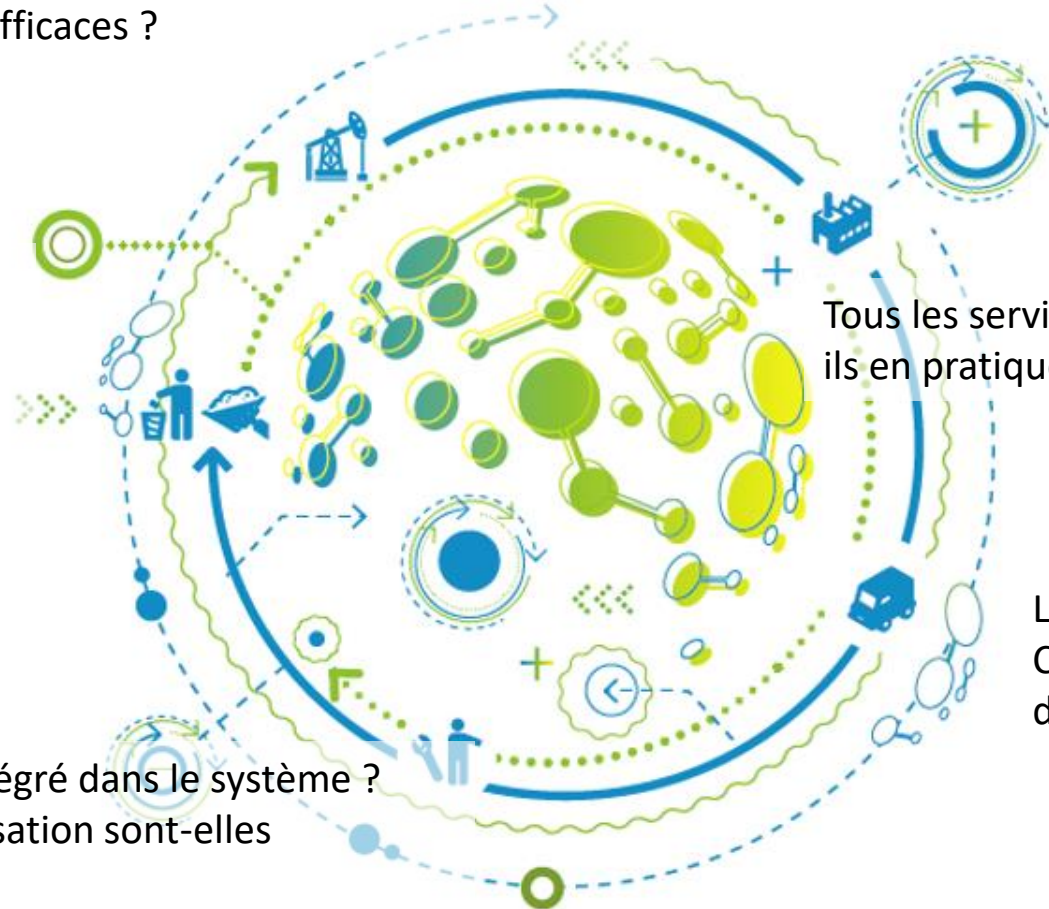 fficaces ?
Tous les servi
ils en pratiqu
L
C
d
égré dans le système ?
sation sont-elles